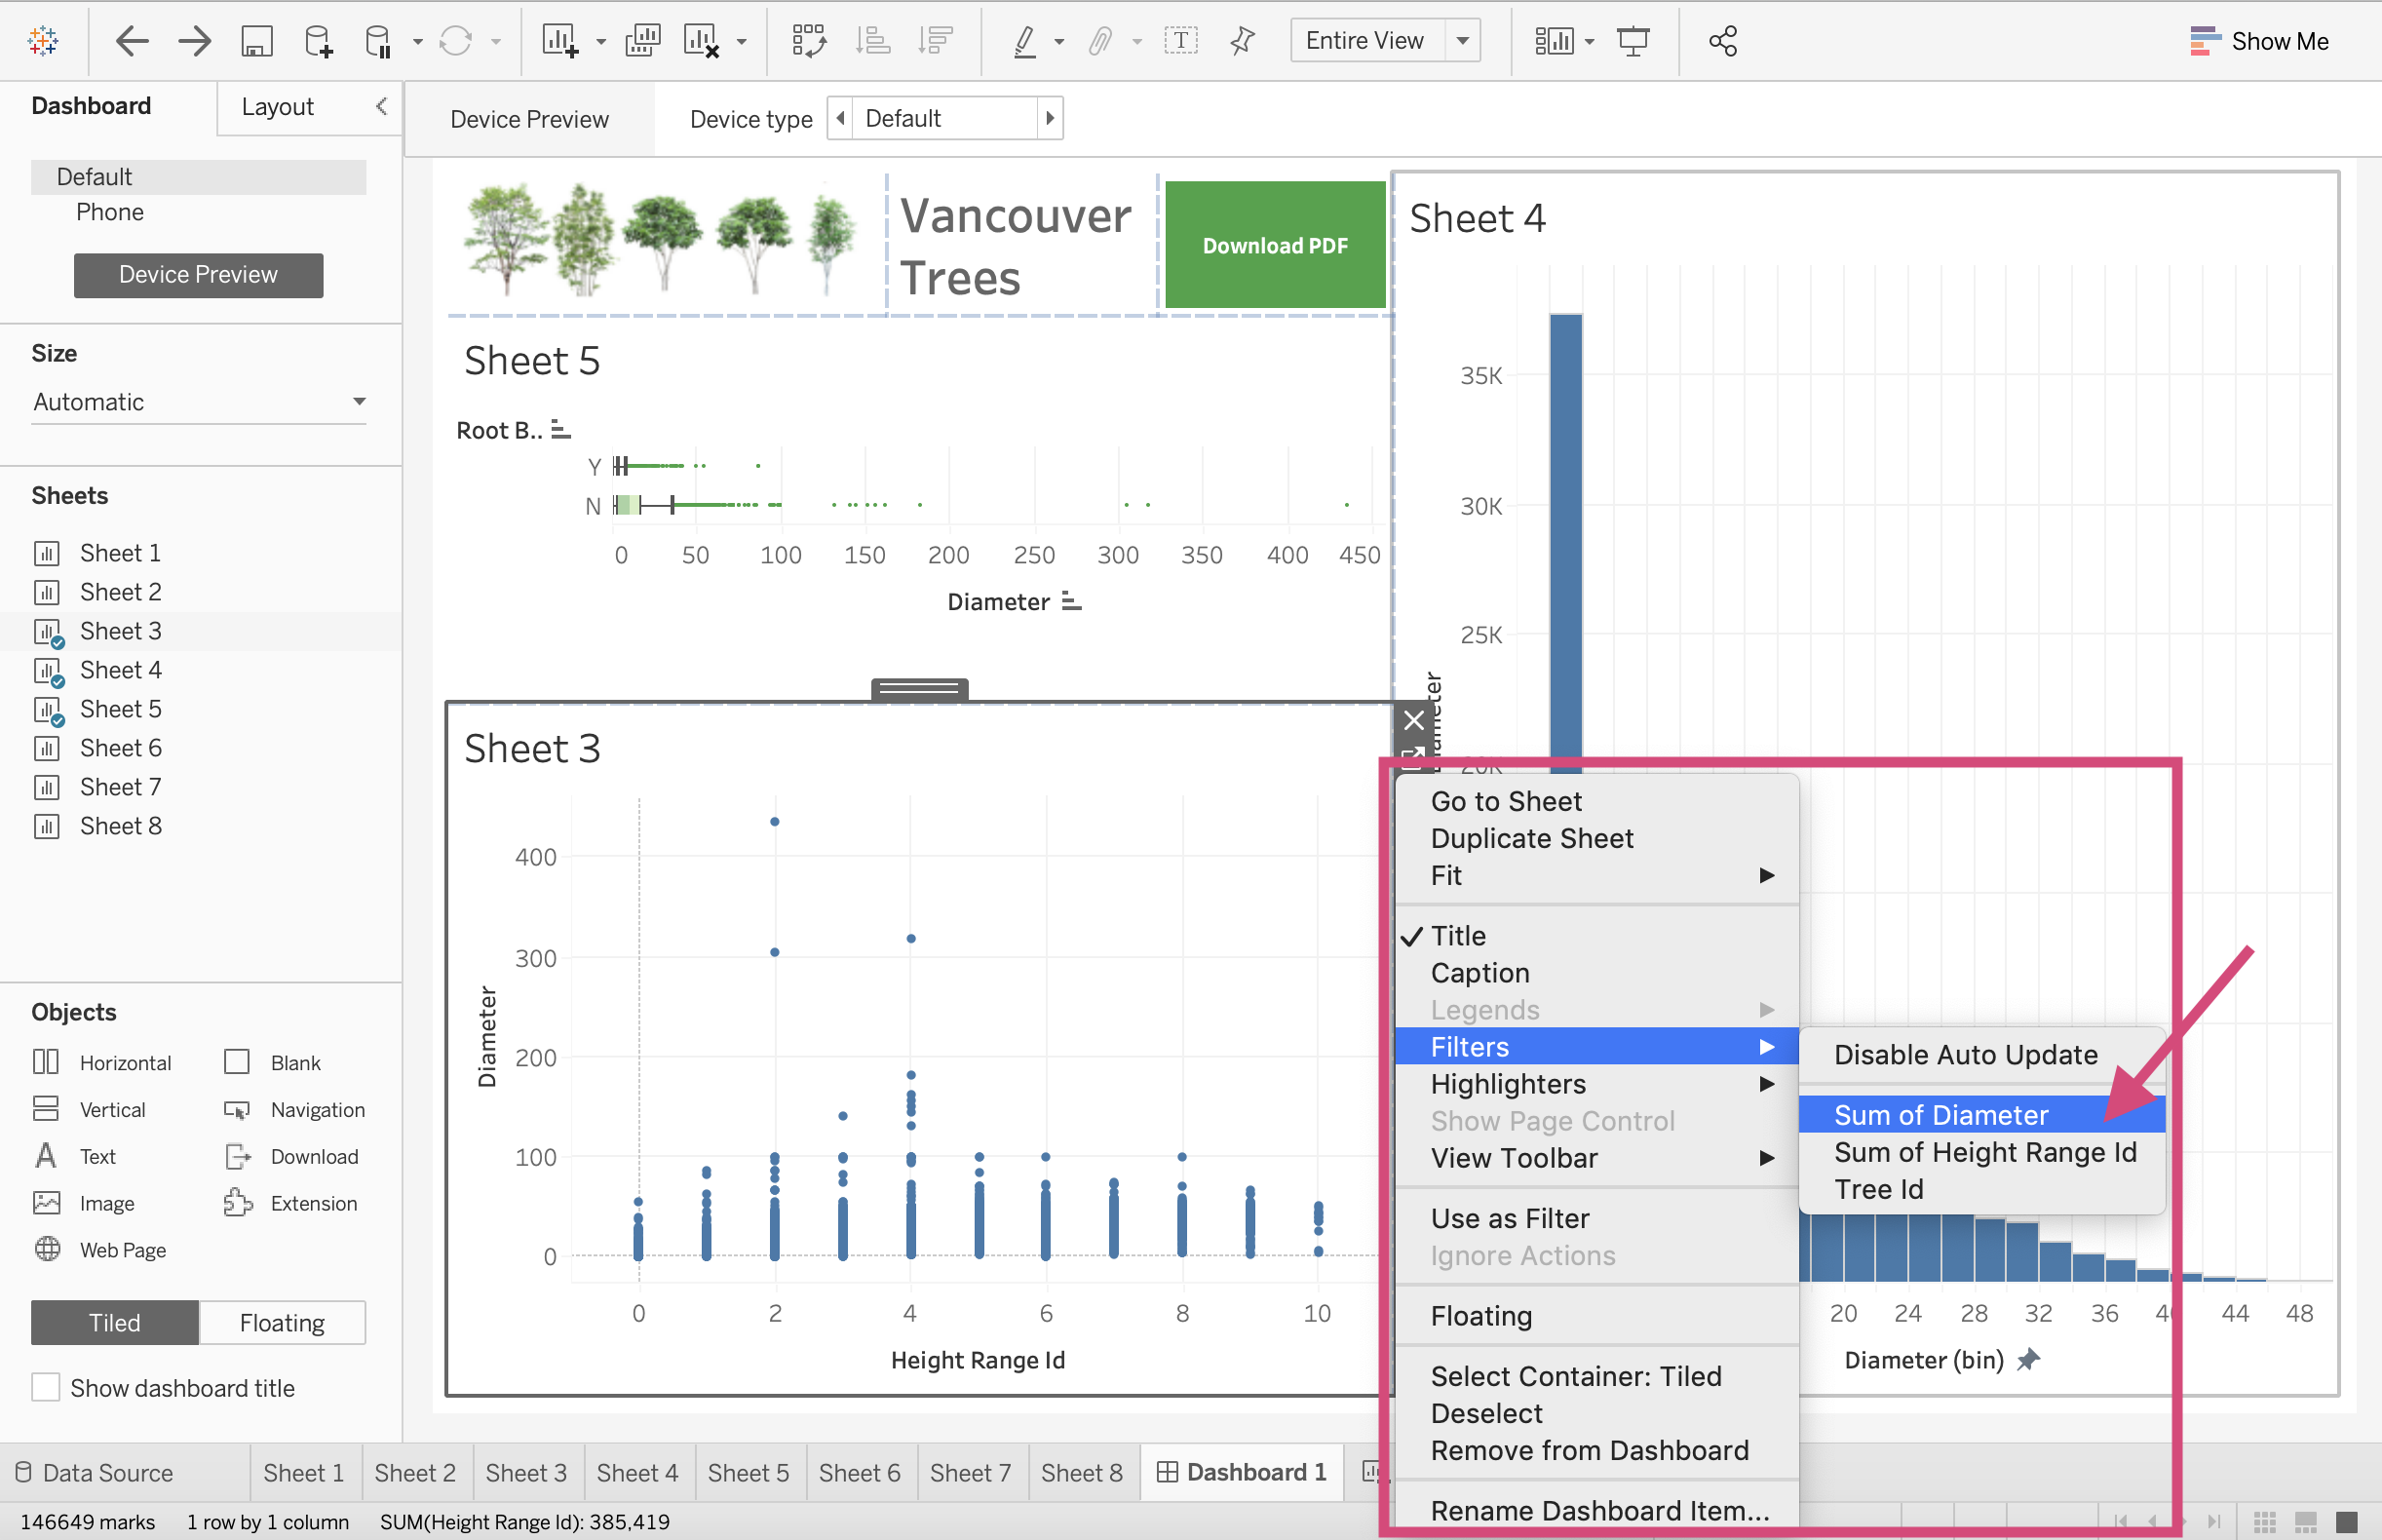 Entire View
Show Me
Dashboard
Layout
Device Preview
Device type
Default
Default
Phone
Device Preview
Size
Automatic
Sheets
Sheet 1
Sheet 2
Sheet 3
Sheet 4
Sheet 5
Sheet 6
Sheet 7
Sheet 8
Objects
Horizontal
Blank
Vertical
Navigation
Text
Download
Image
Extension
Web Page
Tiled
Floating
Show dashboard title
Vancouver
Trees
Download PDF
Sheet 5
Root B..
Y
N
0 50 100 150 200 250 300 350 400 450
Diameter
Sheet 3
400
300
200
100
0
Diameter
0 2 4 6 8 10
Height Range Id
Sheet 4
35K
30K
25K
20K
20 24 28 32 36 40 44 48
Diameter (bin)
Go to Sheet
Duplicate Sheet
Fit
Title
Caption
Legends
Filters
Highlighters
Show Page Control
View Toolbar
Use as Filter
Ignore Actions
Floating
Select Container: Tiled
Deselect
Remove from Dashboard
Rename Dashboard Item...
Disable Auto Update
Sum of Diameter
Sum of Height Range Id
Tree Id
Data Source
Sheet 1
Sheet 2
Sheet 3
Sheet 4
Sheet 5
Sheet 6
Sheet 7
Sheet 8
Dashboard 1
146649 marks
1 row by 1 column
SUM(Height Range Id): 385,419